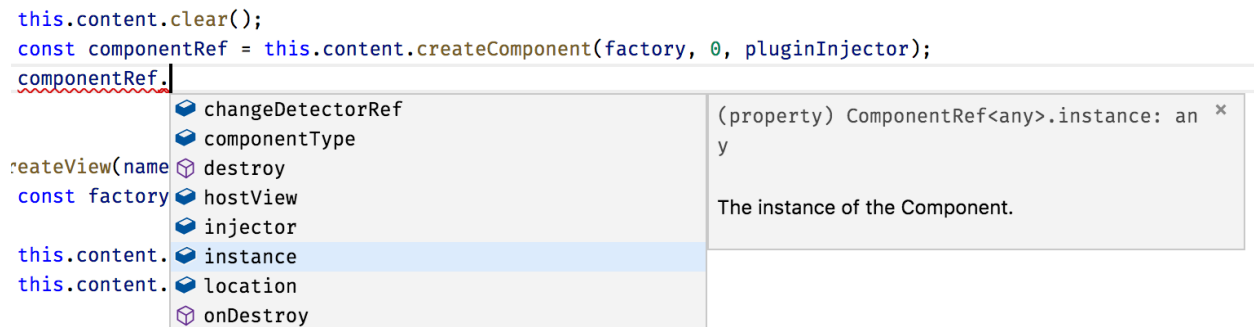 this.content.clear();
const componentRef = this.content.createComponent(factory, 0, pluginInjector);
componentRef.
changeDetectorRef
componentType
destroy
hostView
injector
instance
location
onDestroy
(property) ComponentRef<any>.instance: an
y
The instance of the Component.
reateView(name
const factory
this.content.
this.content.